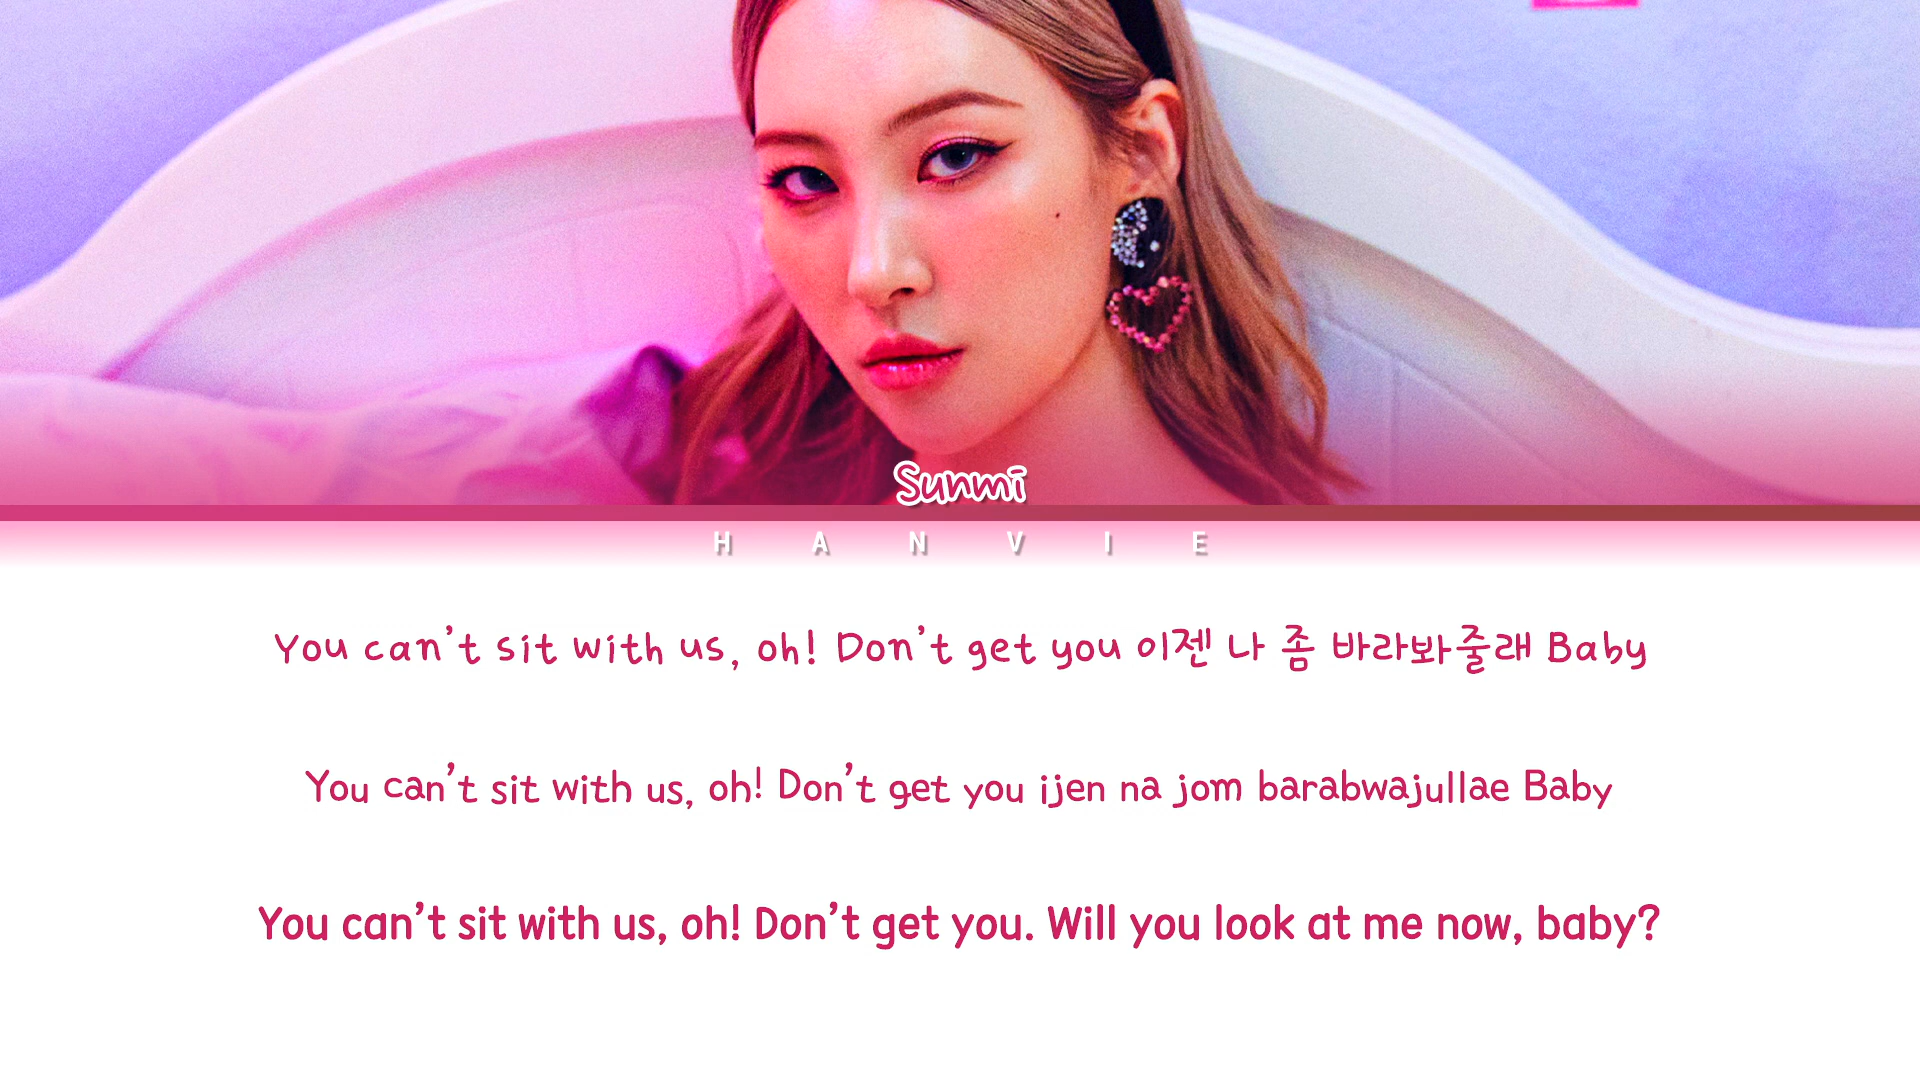 Sunmi
HANVIE
You can't sit with us, oh! Don't get you 이젠 나 좀 바라봐줄래 Baby
You can't sit with us, oh! Don't get you ijen na jom barabwajullae Baby
You can't sit with us, oh! Don't get you. Will you look at me now, baby?